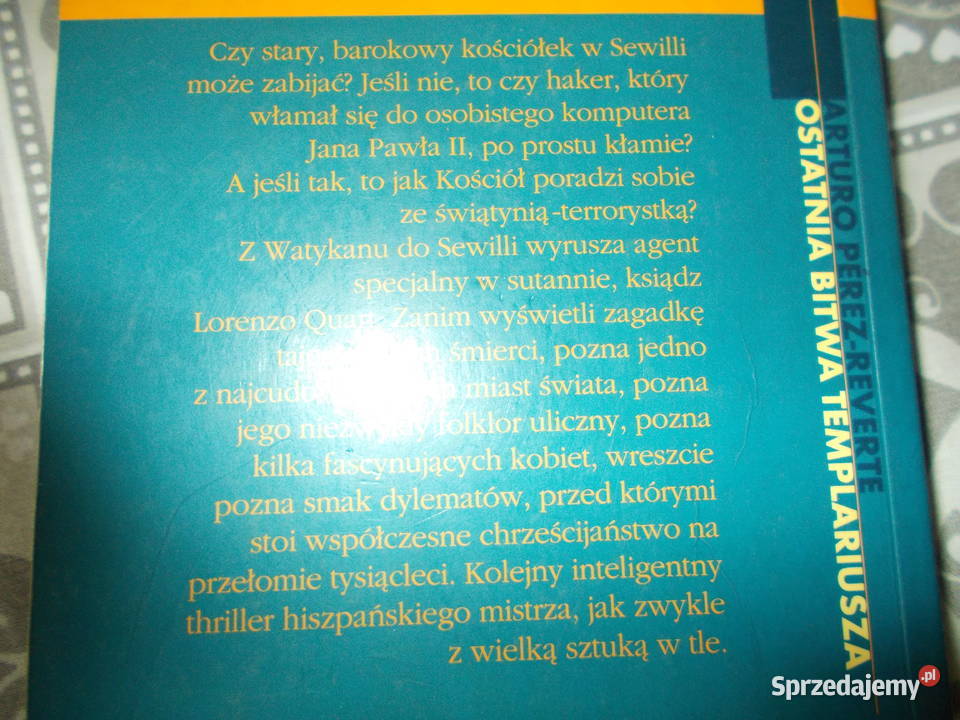 Czy stary, barokowy kościółek w Sewilli
może zabijać? Jeśli nie, to czy haker, który
włamał się do osobistego komputera
Jana Pawła II, po prostu kłamie?
A jeśli tak, to jak Kościół poradzi sobie
ze świątynią-terrorystką?
Z Watykanu do Sewilli wyrusza agent
specjalny w sutannie, ksiądz
Lorenzo Quart. Zanim wyświetli zagadkę
śmierci, pozna jedno
z miast świata, pozna
jego niezwykły folklor uliczny, pozna
kilka fascynujących kobiet, wreszcie
pozna smak dylematów, przed którymi
stoi współczesne chrześcijaństwo na
przełomie tysiącleci. Kolejny inteligentny
thriller hiszpańskiego mistrza, jak zwykle
z wielką sztuką w tle.
ARTURO PÉREZ-REVERTE
OSTATNIA BITWA TEMPLARIUSZA
Sprzedajemy.pl